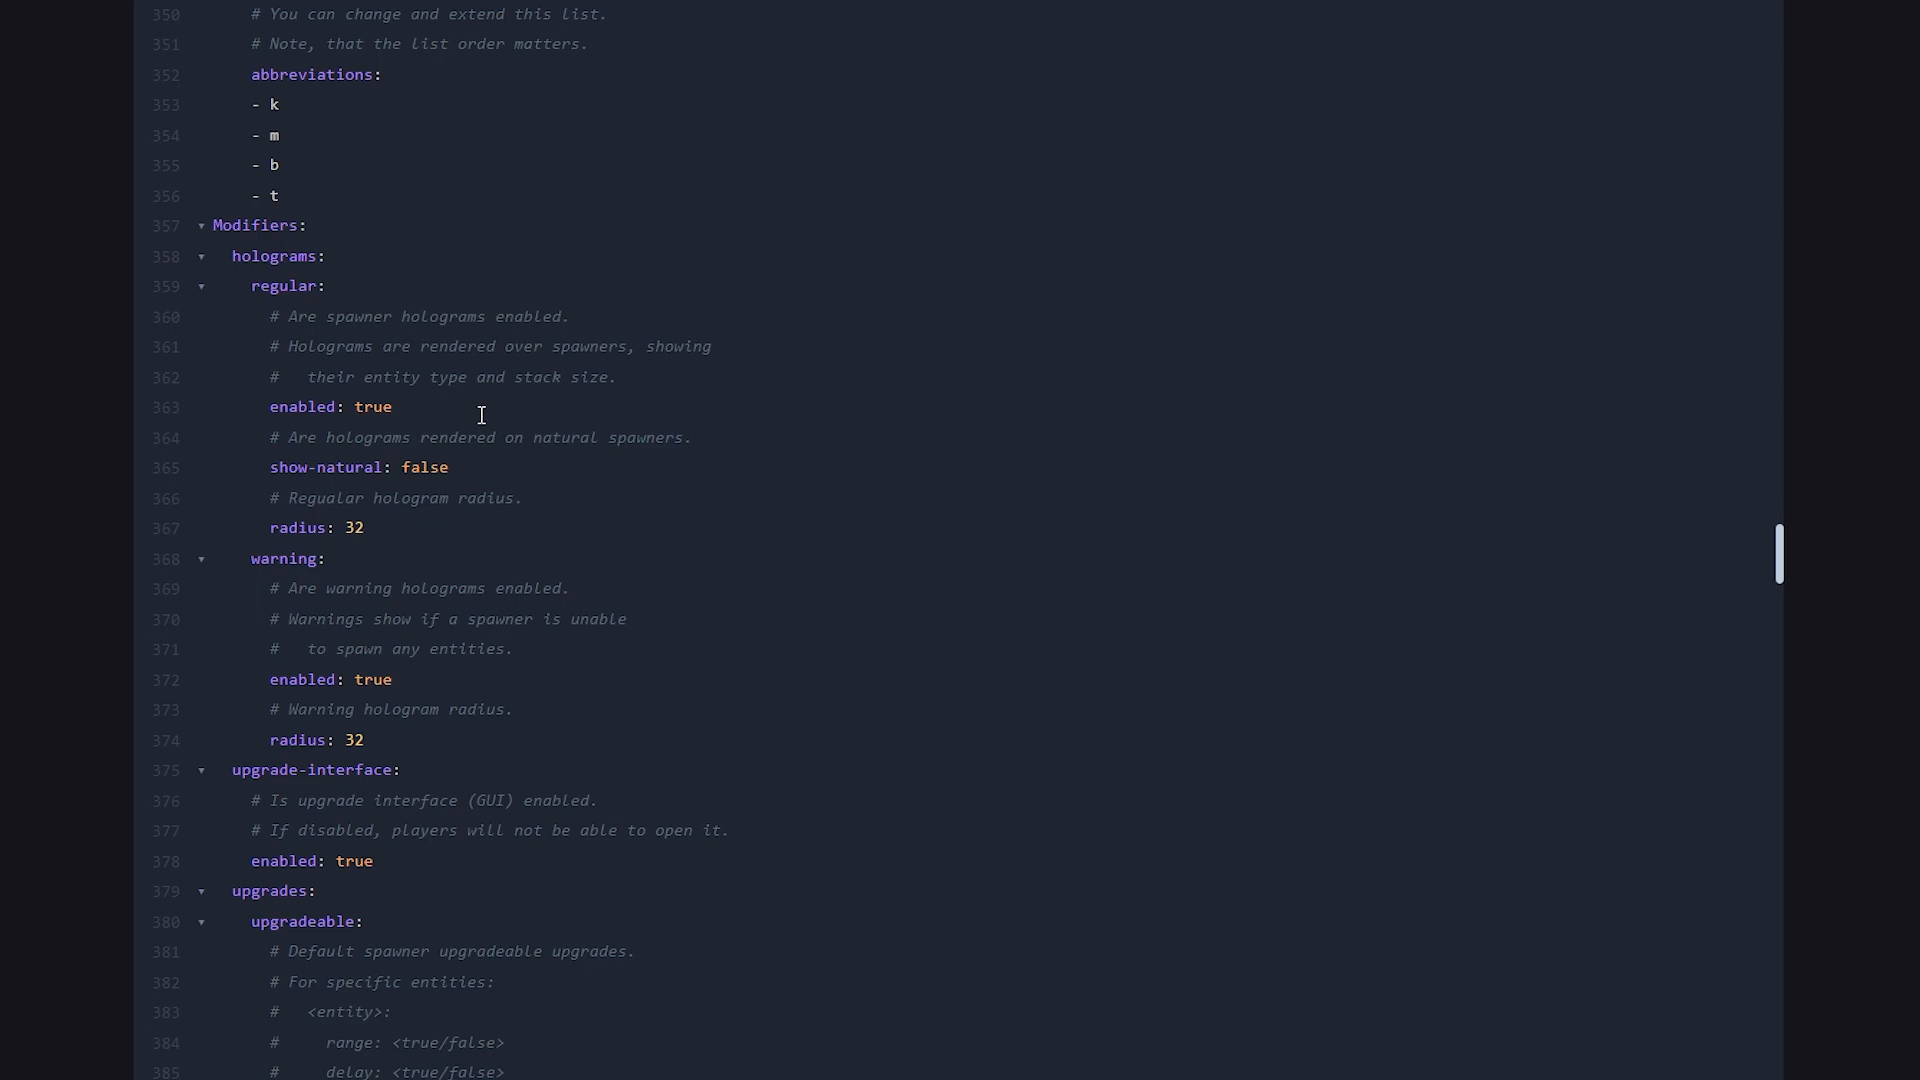 350 # You can change and extend this list.
351 # Note, that the list order matters.
352 abbreviations:
353 - k
354 - m
355 - b
356 - t
357 ▾ Modifiers:
358 ▾ holograms:
359 ▾ regular:
360 # Are spawner holograms enabled.
361 # Holograms are rendered over spawners, showing
362 #   their entity type and stack size.
363 enabled: true
364 # Are holograms rendered on natural spawners.
365 show-natural: false
366 # Regualar hologram radius.
367 radius: 32
368 ▾ warning:
369 # Are warning holograms enabled.
370 # Warnings show if a spawner is unable
371 #   to spawn any entities.
372 enabled: true
373 # Warning hologram radius.
374 radius: 32
375 ▾ upgrade-interface:
376 # Is upgrade interface (GUI) enabled.
377 # If disabled, players will not be able to open it.
378 enabled: true
379 ▾ upgrades:
380 ▾ upgradeable:
381 # Default spawner upgradeable upgrades.
382 # For specific entities:
383 #   <entity>:
384 #     range: <true/false>
385 #     delay: <true/false>